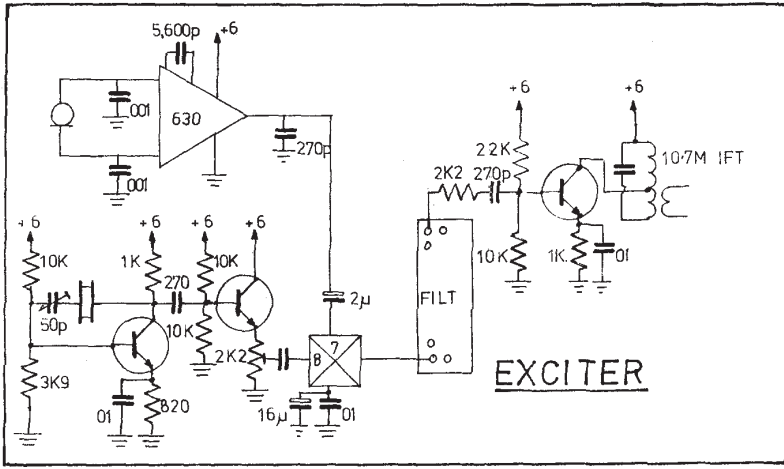 5,600p
+6
001
630
270p
001
+6
+6
+6
+6
10K
1K
270
10K
50p
10K
2K2
3K9
01
820
2μ
7
8
16μ
01
FILT
+6
+6
22K
2K2
270p
10.7M IFT
10K
1K
01
EXCITER